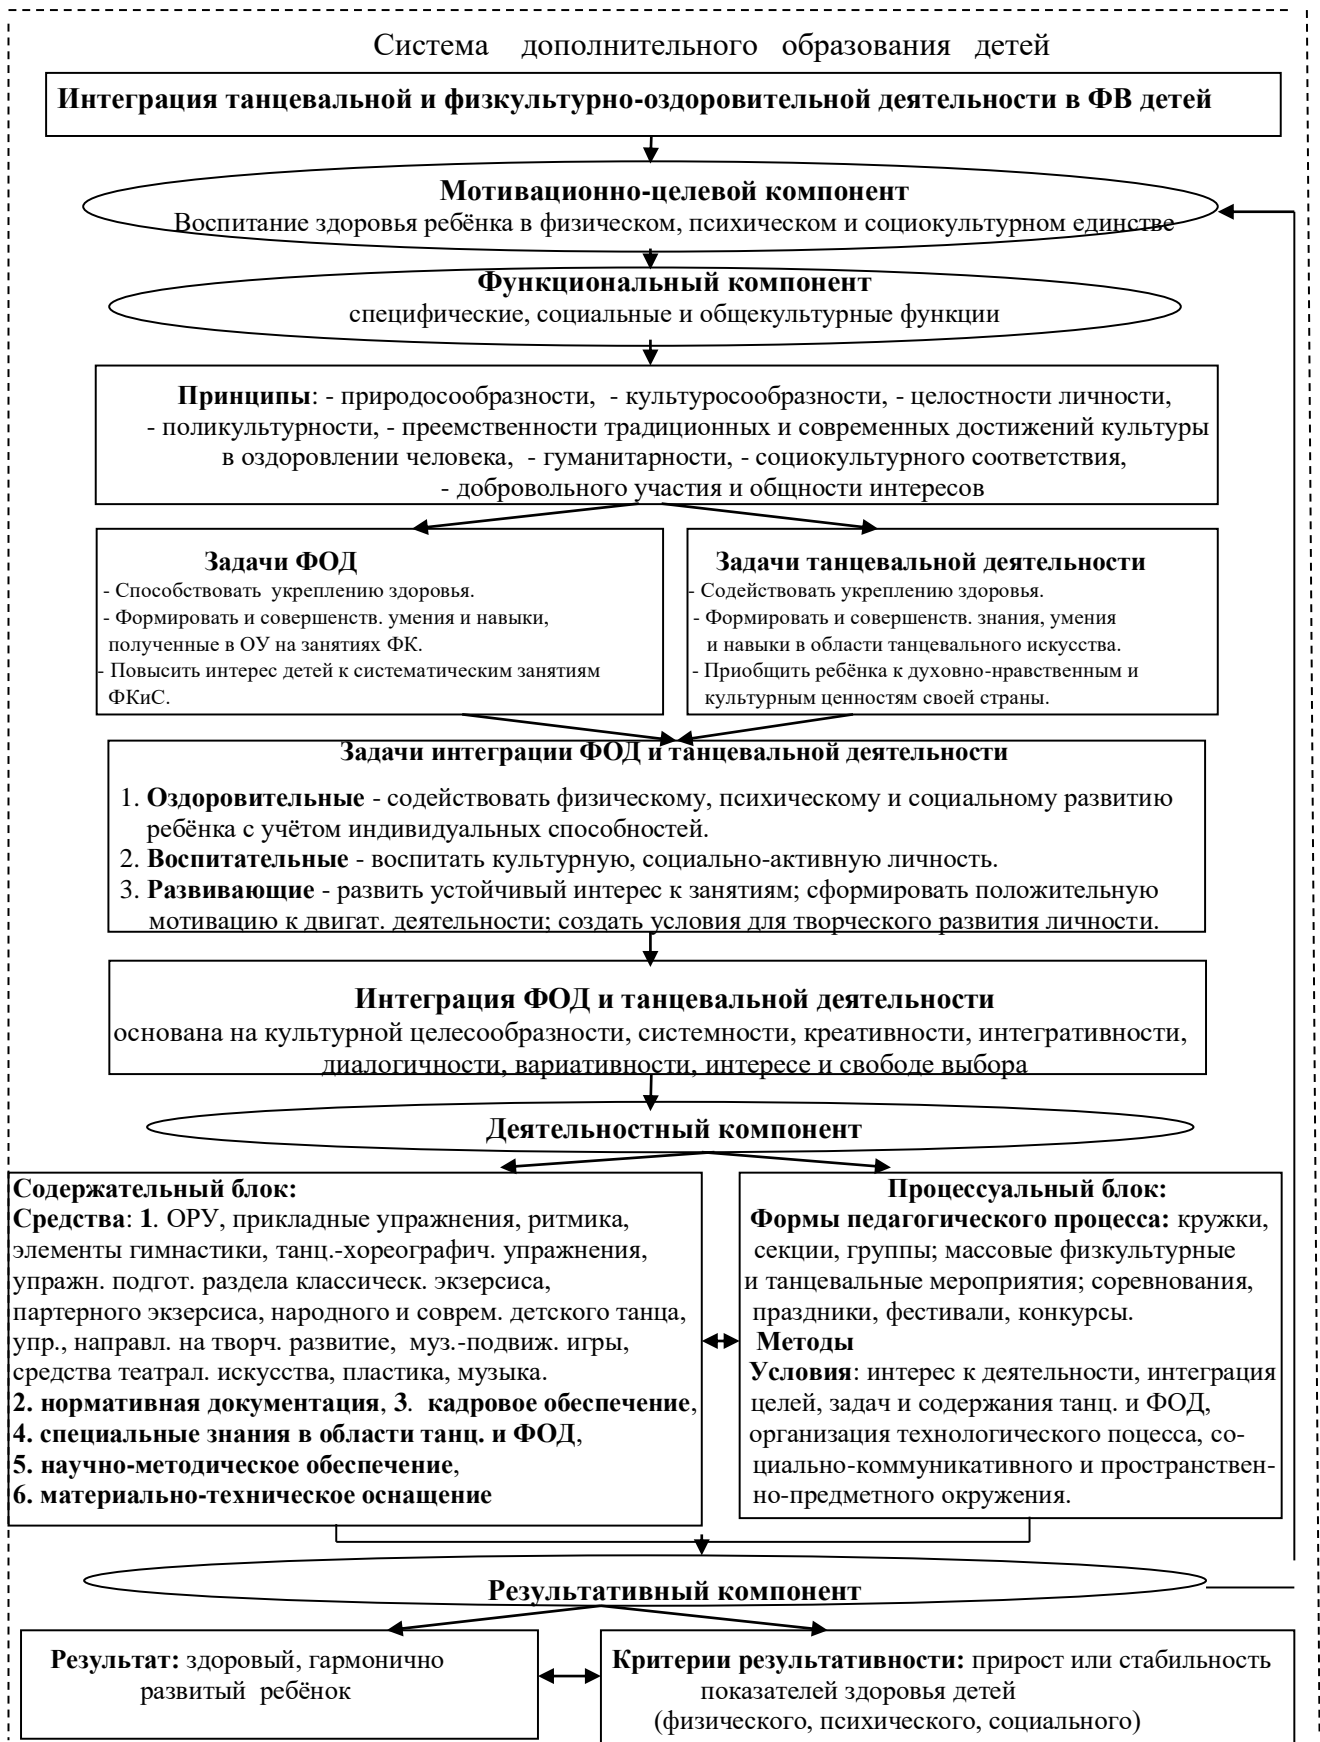 Система дополнительного образования детей
Интеграция танцевальной и физкультурно-оздоровительной деятельности в ФВ детей
Мотивационно-целевой компонент
Воспитание здоровья ребёнка в физическом, психическом и социокультурном единстве
Функциональный компонент
специфические, социальные и общекультурные функции
Принципы: - природосообразности, - культуросообразности, - целостности личности,
- поликультурности, - преемственности традиционных и современных достижений культуры
в оздоровлении человека, - гуманитарности, - социокультурного соответствия,
- добровольного участия и общности интересов
Задачи ФОД
- Способствовать укреплению здоровья.
- Формировать и совершенств. умения и навыки,
полученные в ОУ на занятиях ФК.
- Повысить интерес детей к систематическим занятиям
ФКиС.
Задачи танцевальной деятельности
- Содействовать укреплению здоровья.
- Формировать и совершенств. знания, умения
и навыки в области танцевального искусства.
- Приобщить ребёнка к духовно-нравственным и
культурным ценностям своей страны.
Задачи интеграции ФОД и танцевальной деятельности
1. Оздоровительные - содействовать физическому, психическому и социальному развитию
ребёнка с учётом индивидуальных способностей.
2. Воспитательные - воспитать культурную, социально-активную личность.
3. Развивающие - развить устойчивый интерес к занятиям; сформировать положительную
мотивацию к двигат. деятельности; создать условия для творческого развития личности.
Интеграция ФОД и танцевальной деятельности
основана на культурной целесообразности, системности, креативности, интегративности,
диалогичности, вариативности, интересе и свободе выбора
Деятельностный компонент
Содержательный блок:
Средства: 1. ОРУ, прикладные упражнения, ритмика,
элементы гимнастики, танц.-хореографич. упражнения,
упражн. подгот. раздела классическ. экзерсиса,
партерного экзерсиса, народного и соврем. детского танца,
упр., направл. на творч. развитие, муз.-подвиж. игры,
средства театрал. искусства, пластика, музыка.
2. нормативная документация, 3. кадровое обеспечение,
4. специальные знания в области танц. и ФОД,
5. научно-методическое обеспечение,
6. материально-техническое оснащение
Процессуальный блок:
Формы педагогического процесса: кружки,
секции, группы; массовые физкультурные
и танцевальные мероприятия; соревнования,
праздники, фестивали, конкурсы.
Методы
Условия: интерес к деятельности, интеграция
целей, задач и содержания танц. и ФОД,
организация технологического поцесса, со-
циально-коммуникативного и пространствен-
но-предметного окружения.
Результативный компонент
Результат: здоровый, гармонично
развитый ребёнок
Критерии результативности: прирост или стабильность
показателей здоровья детей
(физического, психического, социального)